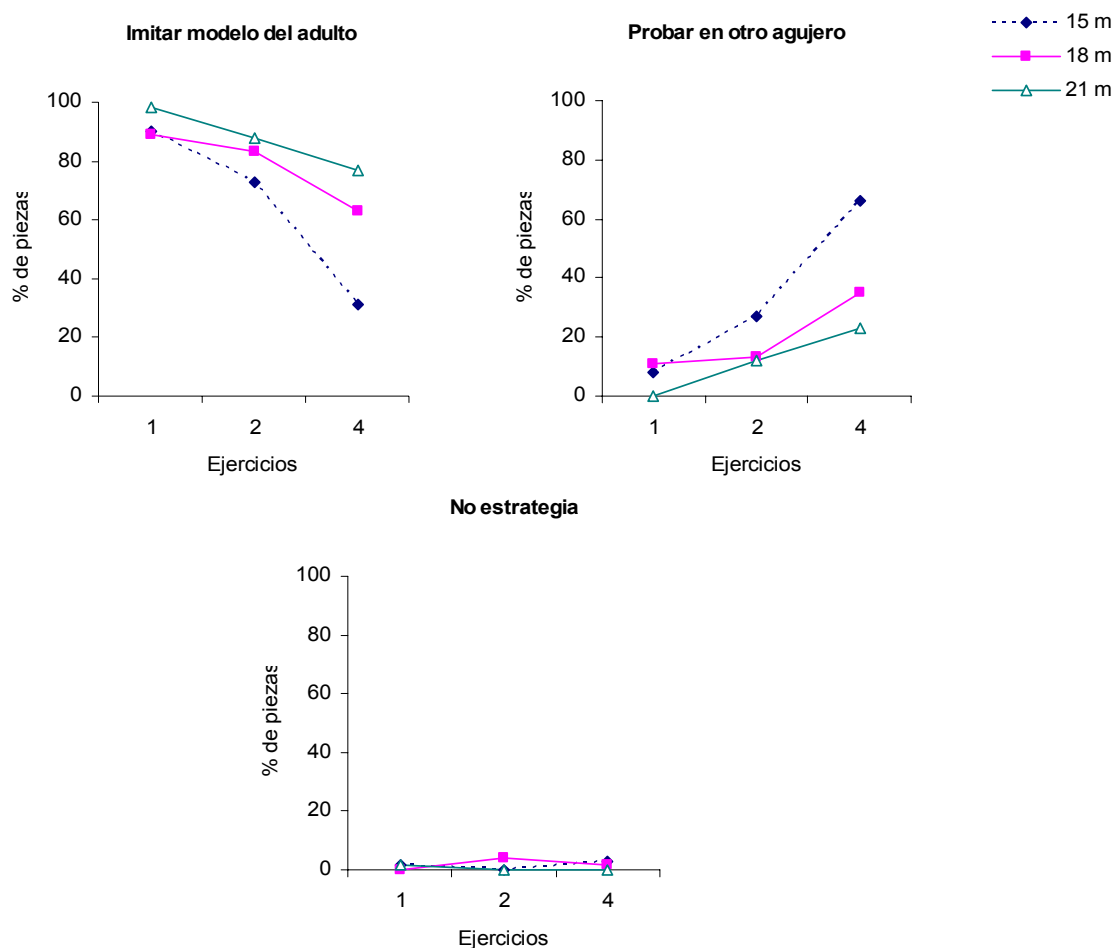 Imitar modelo del adulto
100
80
60
40
20
0
% de piezas
1 2 4
Ejercicios
Probar en otro agujero
100
80
60
40
20
0
% de piezas
1 2 4
Ejercicios
15 m
18 m
21 m
No estrategia
100
80
60
40
20
0
% de piezas
1 2 4
Ejercicios